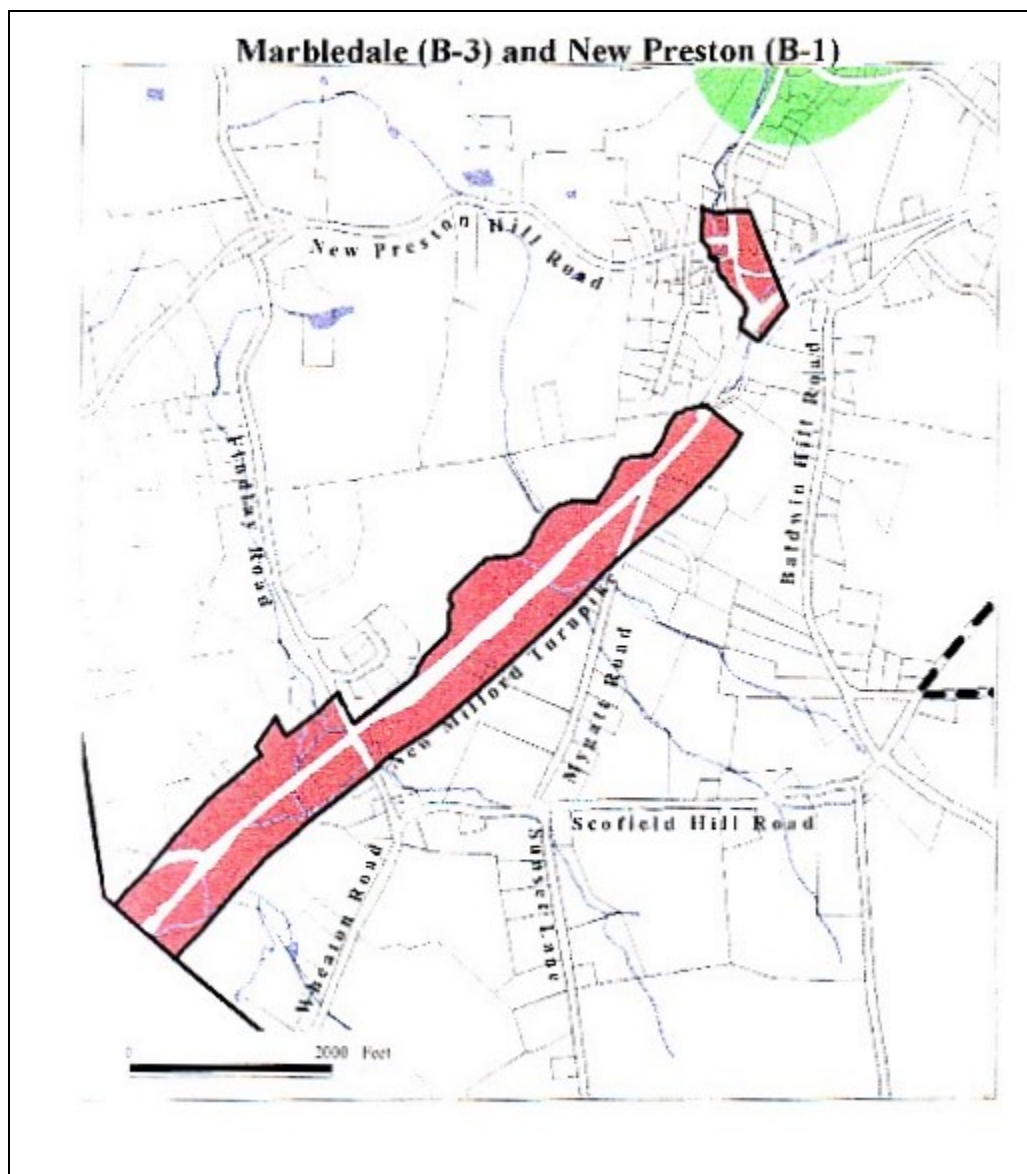 Marbledale (B-3) and New Preston (B-1)
New Preston Hill Road
Baldwin Hill Road
Findlay Road
New Milford Turnpike
Mygate Road
Scofield Hill Road
Sunset Lane
Wheaton Road
0 2000 Feet